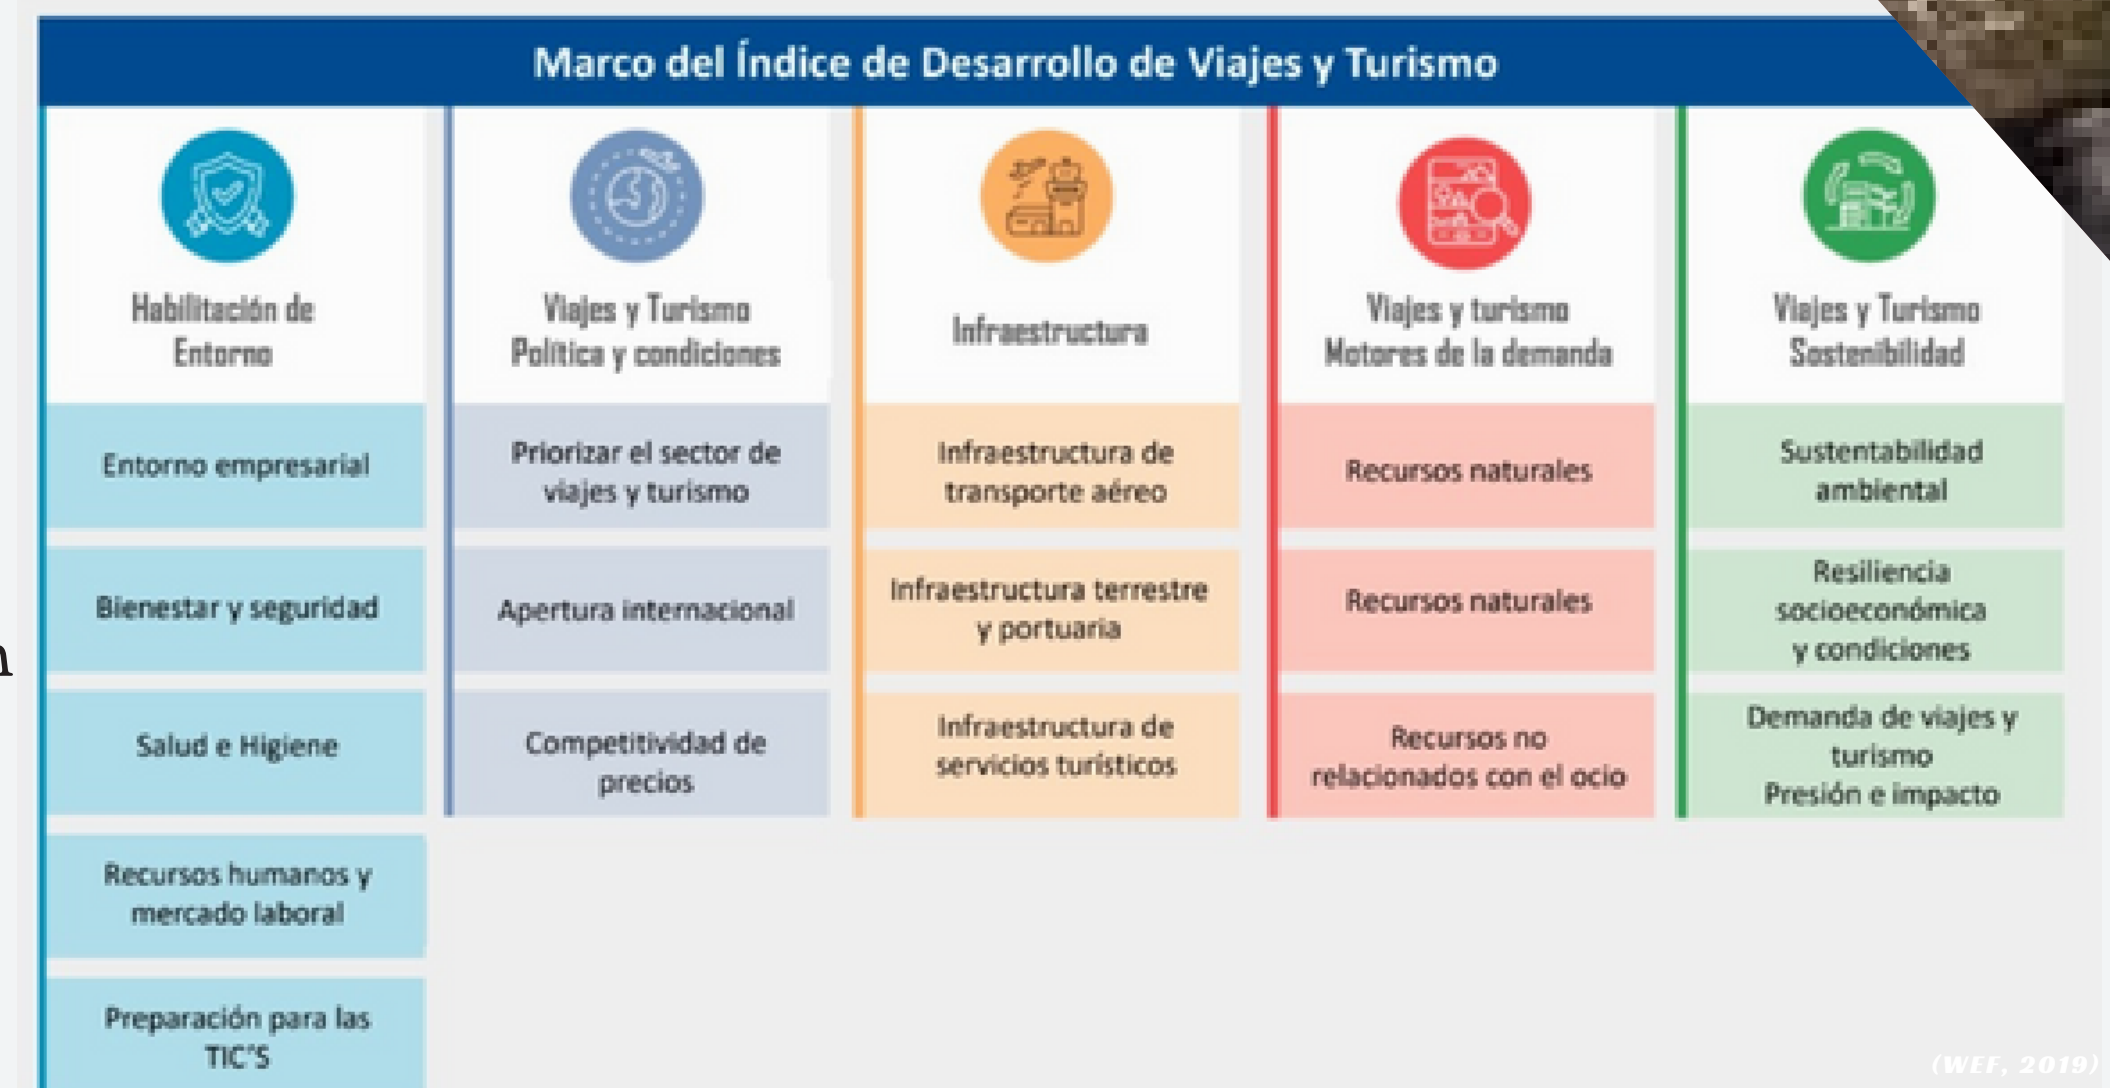 Marco del Índice de Desarrollo de Viajes y Turismo
Habilitación de
Entorno
Entorno empresarial
Bienestar y seguridad
Salud e Higiene
Recursos humanos y
mercado laboral
Preparación para las
TIC'S
Viajes y Turismo
Política y condiciones
Priorizar el sector de
viajes y turismo
Apertura internacional
Competitividad de
precios
Infraestructura
Infraestructura de
transporte aéreo
Infraestructura terrestre
y portuaria
Infraestructura de
servicios turísticos
Viajes y turismo
Motores de la demanda
Recursos naturales
Recursos naturales
Recursos no
relacionados con el ocio
Viajes y Turismo
Sostenibilidad
Sustentabilidad
ambiental
Resiliencia
socioeconómica
y condiciones
Demanda de viajes y
turismo
Presión e impacto
(WEF, 2019)